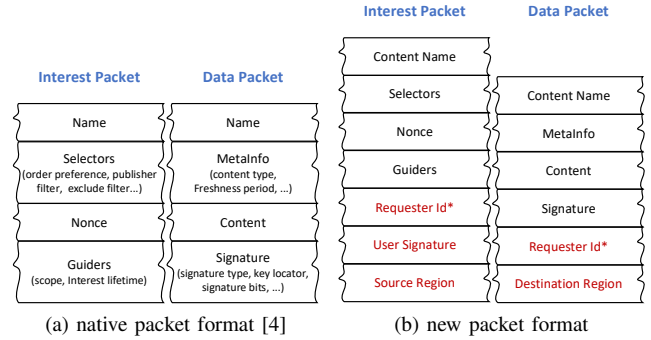 Interest Packet
Data Packet
Name
Selectors
(order preference, publisher
filter, exclude filter...)
Nonce
Guiders
(scope, Interest lifetime)
Name
MetaInfo
(content type,
Freshness period, ...)
Content
Signature
(signature type, key locator,
signature bits, ...)
(a) native packet format [4]
Interest Packet
Data Packet
Content Name
Selectors
Nonce
Guiders
Requester Id*
User Signature
Source Region
Content Name
MetaInfo
Content
Signature
Requester Id*
Destination Region
(b) new packet format